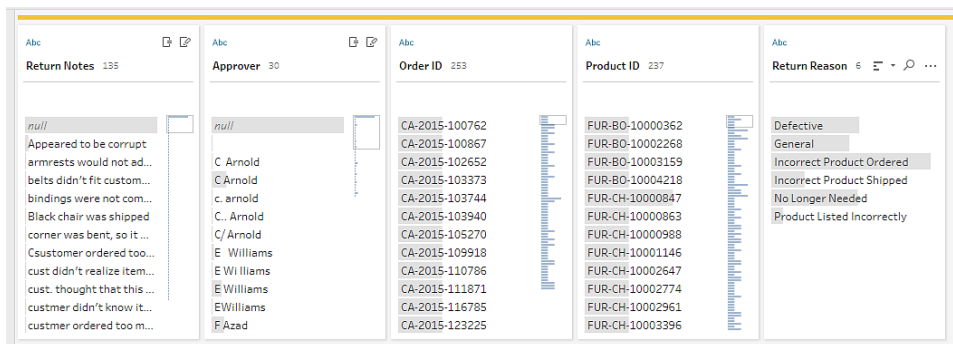 Abc
Return Notes 135
null
Appeared to be corrupt
armrests would not ad...
belts didn't fit custom...
bindings were not com...
Black chair was shipped
corner was bent, so it ...
Csustomer ordered too...
cust didn't realize item...
cust. thought that this ...
custmer didn't know it...
custmer ordered too m...
Abc
Approver 30
null
C  Arnold
C Arnold
c. arnold
C.. Arnold
C/ Arnold
E   Williams
E Wi lliams
E Williams
EWilliams
F Azad
Abc
Order ID 253
CA-2015-100762
CA-2015-100867
CA-2015-102652
CA-2015-103373
CA-2015-103744
CA-2015-103940
CA-2015-105270
CA-2015-109918
CA-2015-110786
CA-2015-111871
CA-2015-116785
CA-2015-123225
Abc
Product ID 237
FUR-BO-10000362
FUR-BO-10002268
FUR-BO-10003159
FUR-BO-10004218
FUR-CH-10000847
FUR-CH-10000863
FUR-CH-10000988
FUR-CH-10001146
FUR-CH-10002647
FUR-CH-10002774
FUR-CH-10002961
FUR-CH-10003396
Abc
Return Reason 6
Defective
General
Incorrect Product Ordered
Incorrect Product Shipped
No Longer Needed
Product Listed Incorrectly